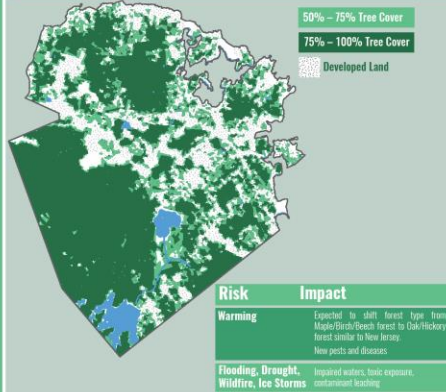 50% – 75% Tree Cover
75% – 100% Tree Cover
Developed Land
Risk Impact
Warming
Expected to shift forest type from
Maple/Birch/Beech forest to Oak/Hickory
forest similar to New Jersey.
New pests and diseases
Flooding, Drought,
Wildfire, Ice Storms
Impaired waters, toxic exposure,
contaminant leaching